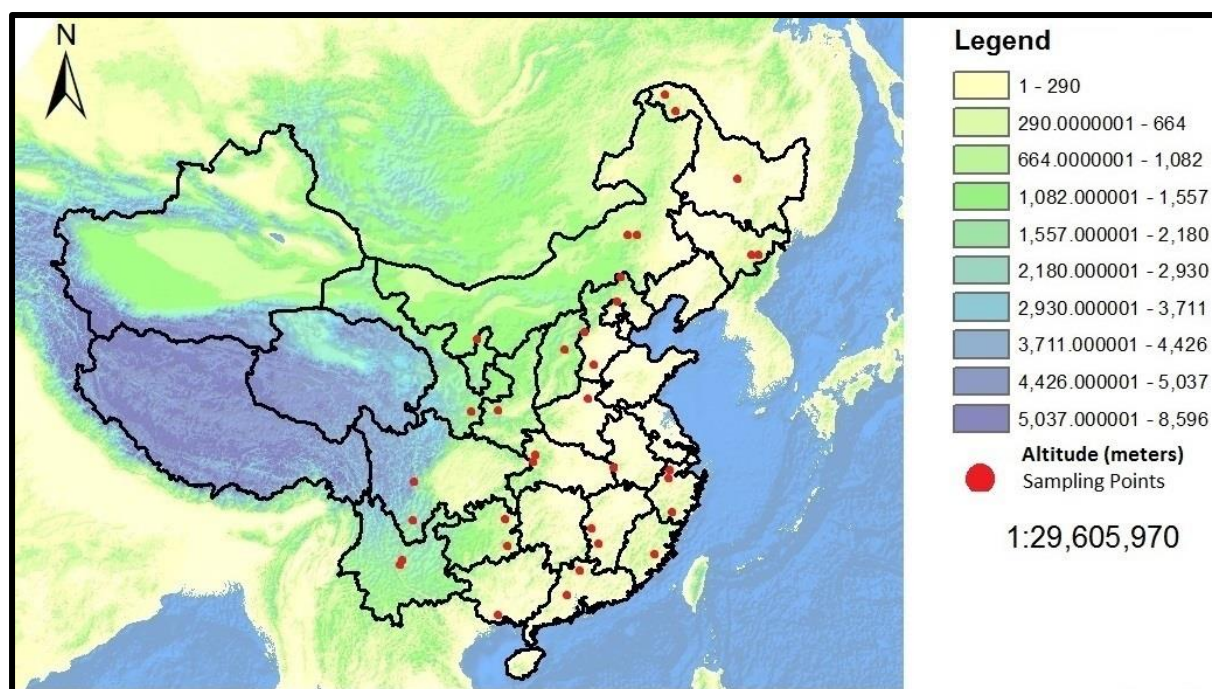 N
Legend
1 - 290
290.0000001 - 664
664.0000001 - 1,082
1,082.000001 - 1,557
1,557.000001 - 2,180
2,180.000001 - 2,930
2,930.000001 - 3,711
3,711.000001 - 4,426
4,426.000001 - 5,037
5,037.000001 - 8,596
Altitude (meters)
Sampling Points
1:29,605,970